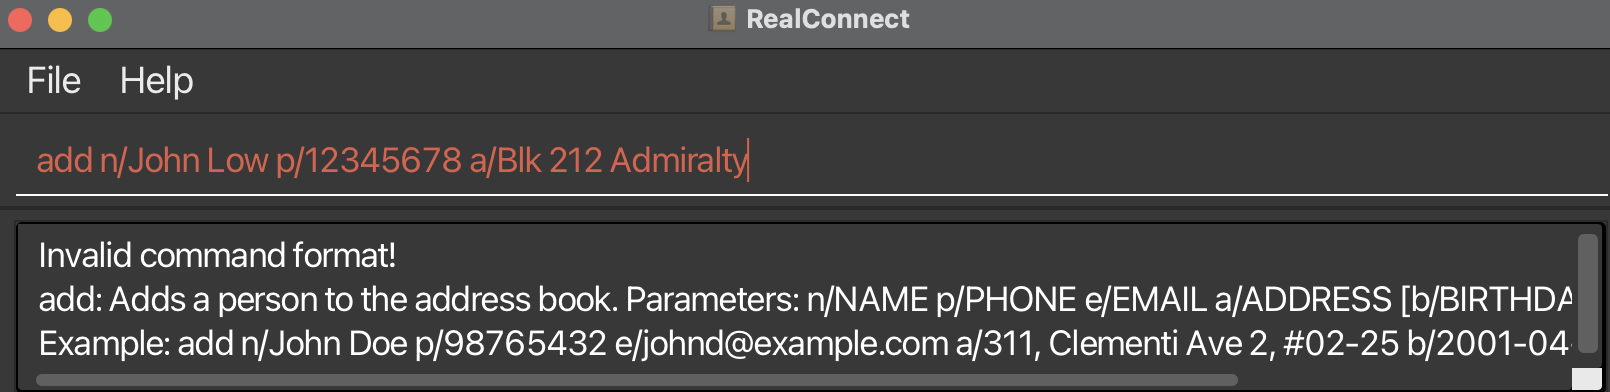 RealConnect
File Help
add n/John Low p/12345678 a/Blk 212 Admiralty
Invalid command format!
add: Adds a person to the address book. Parameters: n/NAME p/PHONE e/EMAIL a/ADDRESS [b/BIRTHDA
Example: add n/John Doe p/98765432 e/johnd@example.com a/311, Clementi Ave 2, #02-25 b/2001-04-